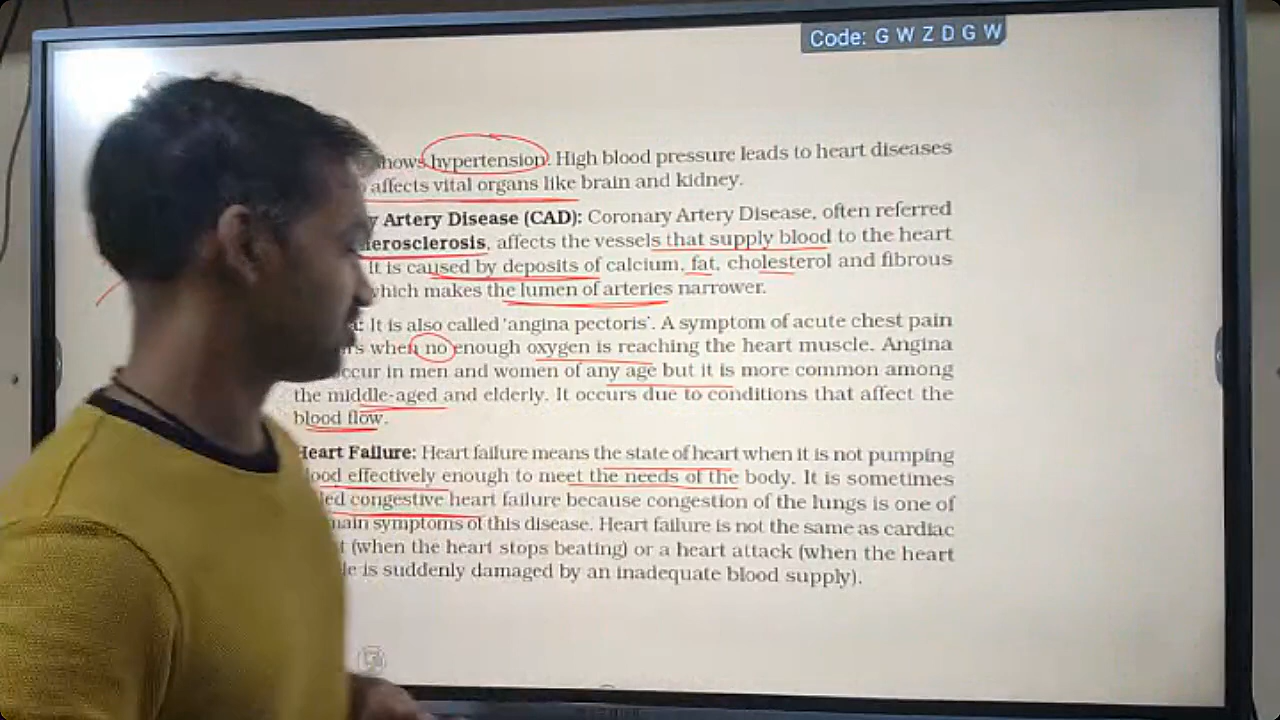 Code: G W Z D G W
hows hypertension. High blood pressure leads to heart diseases
affects vital organs like brain and kidney.
y Artery Disease (CAD): Coronary Artery Disease, often referred
erosclerosis, affects the vessels that supply blood to the heart
It is caused by deposits of calcium, fat, cholesterol and fibrous
which makes the lumen of arteries narrower.
: It is also called 'angina pectoris'. A symptom of acute chest pain
rs when no enough oxygen is reaching the heart muscle. Angina
ccur in men and women of any age but it is more common among
the middle-aged and elderly. It occurs due to conditions that affect the
blood flow.
Heart Failure: Heart failure means the state of heart when it is not pumping
lood effectively enough to meet the needs of the body. It is sometimes
led congestive heart failure because congestion of the lungs is one of
main symptoms of this disease. Heart failure is not the same as cardiac
t (when the heart stops beating) or a heart attack (when the heart
le is suddenly damaged by an inadequate blood supply).